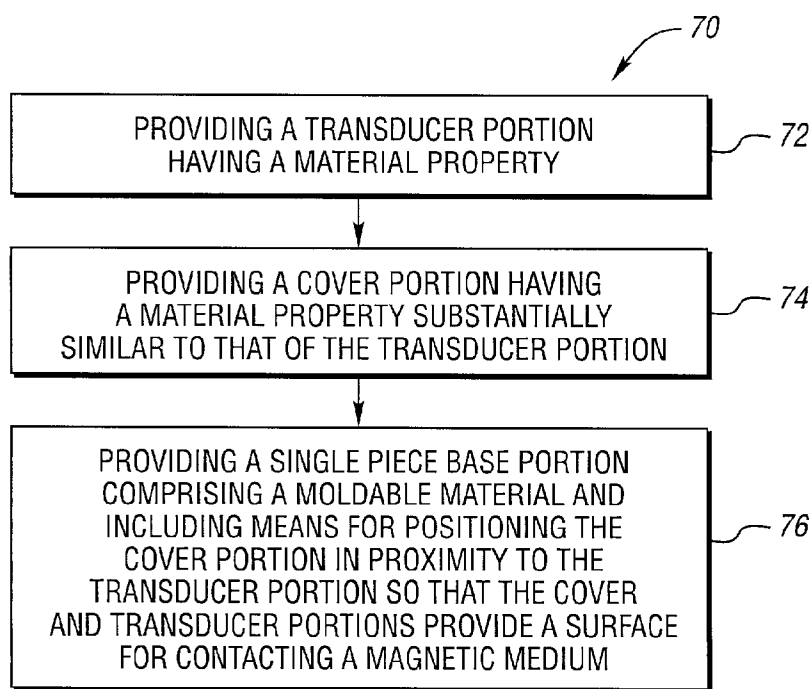 70
PROVIDING A TRANSDUCER PORTION
HAVING A MATERIAL PROPERTY
72
PROVIDING A COVER PORTION HAVING
A MATERIAL PROPERTY SUBSTANTIALLY
SIMILAR TO THAT OF THE TRANSDUCER PORTION
74
PROVIDING A SINGLE PIECE BASE PORTION
COMPRISING A MOLDABLE MATERIAL AND
INCLUDING MEANS FOR POSITIONING THE
COVER PORTION IN PROXIMITY TO THE
TRANSDUCER PORTION SO THAT THE COVER
AND TRANSDUCER PORTIONS PROVIDE A SURFACE
FOR CONTACTING A MAGNETIC MEDIUM
76